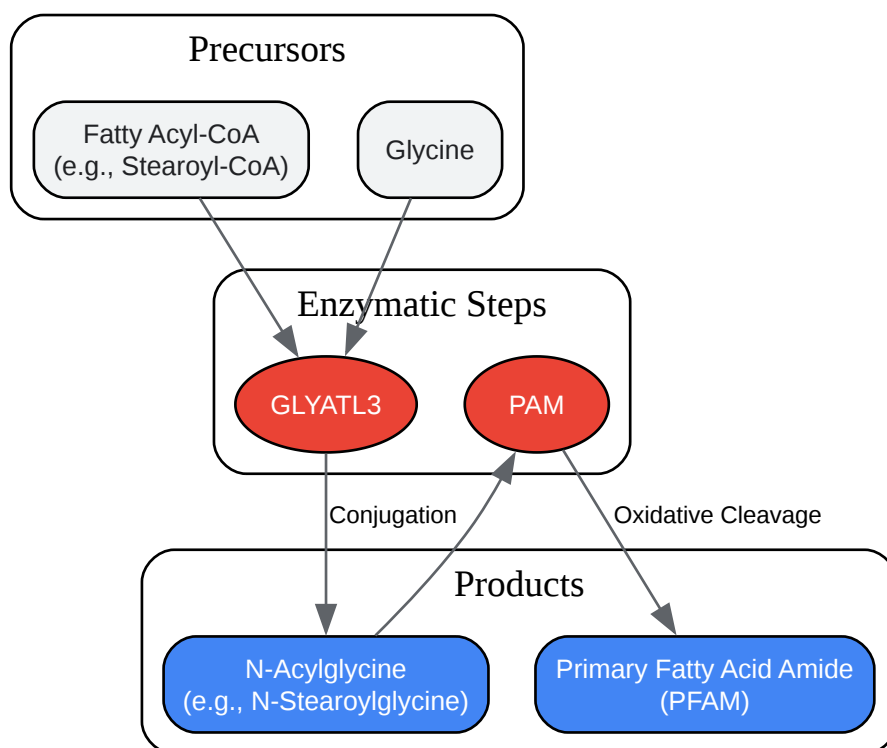 Precursors
Fatty Acyl-CoA
(e.g., Stearoyl-CoA)
Glycine
Enzymatic Steps
GLYATL3
PAM
Conjugation
Oxidative Cleavage
Products
N-Acylglycine
(e.g., N-Stearoylglycine)
Primary Fatty Acid Amide
(PFAM)